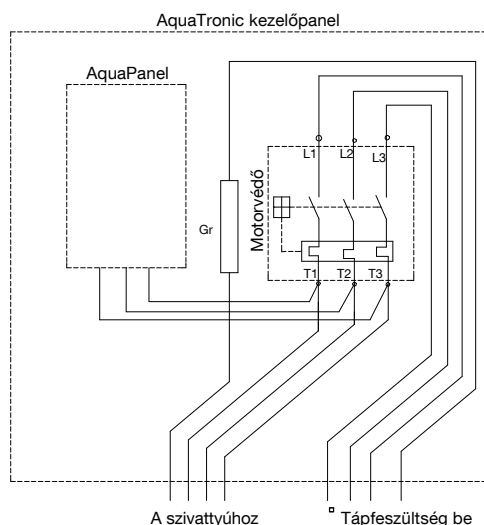 AquaTronic kezelőpanel
AquaPanel
L1 L2 L3
Motorvédő
Gr
T1 T2 T3
A szivattyúhoz
Tápfeszültség be